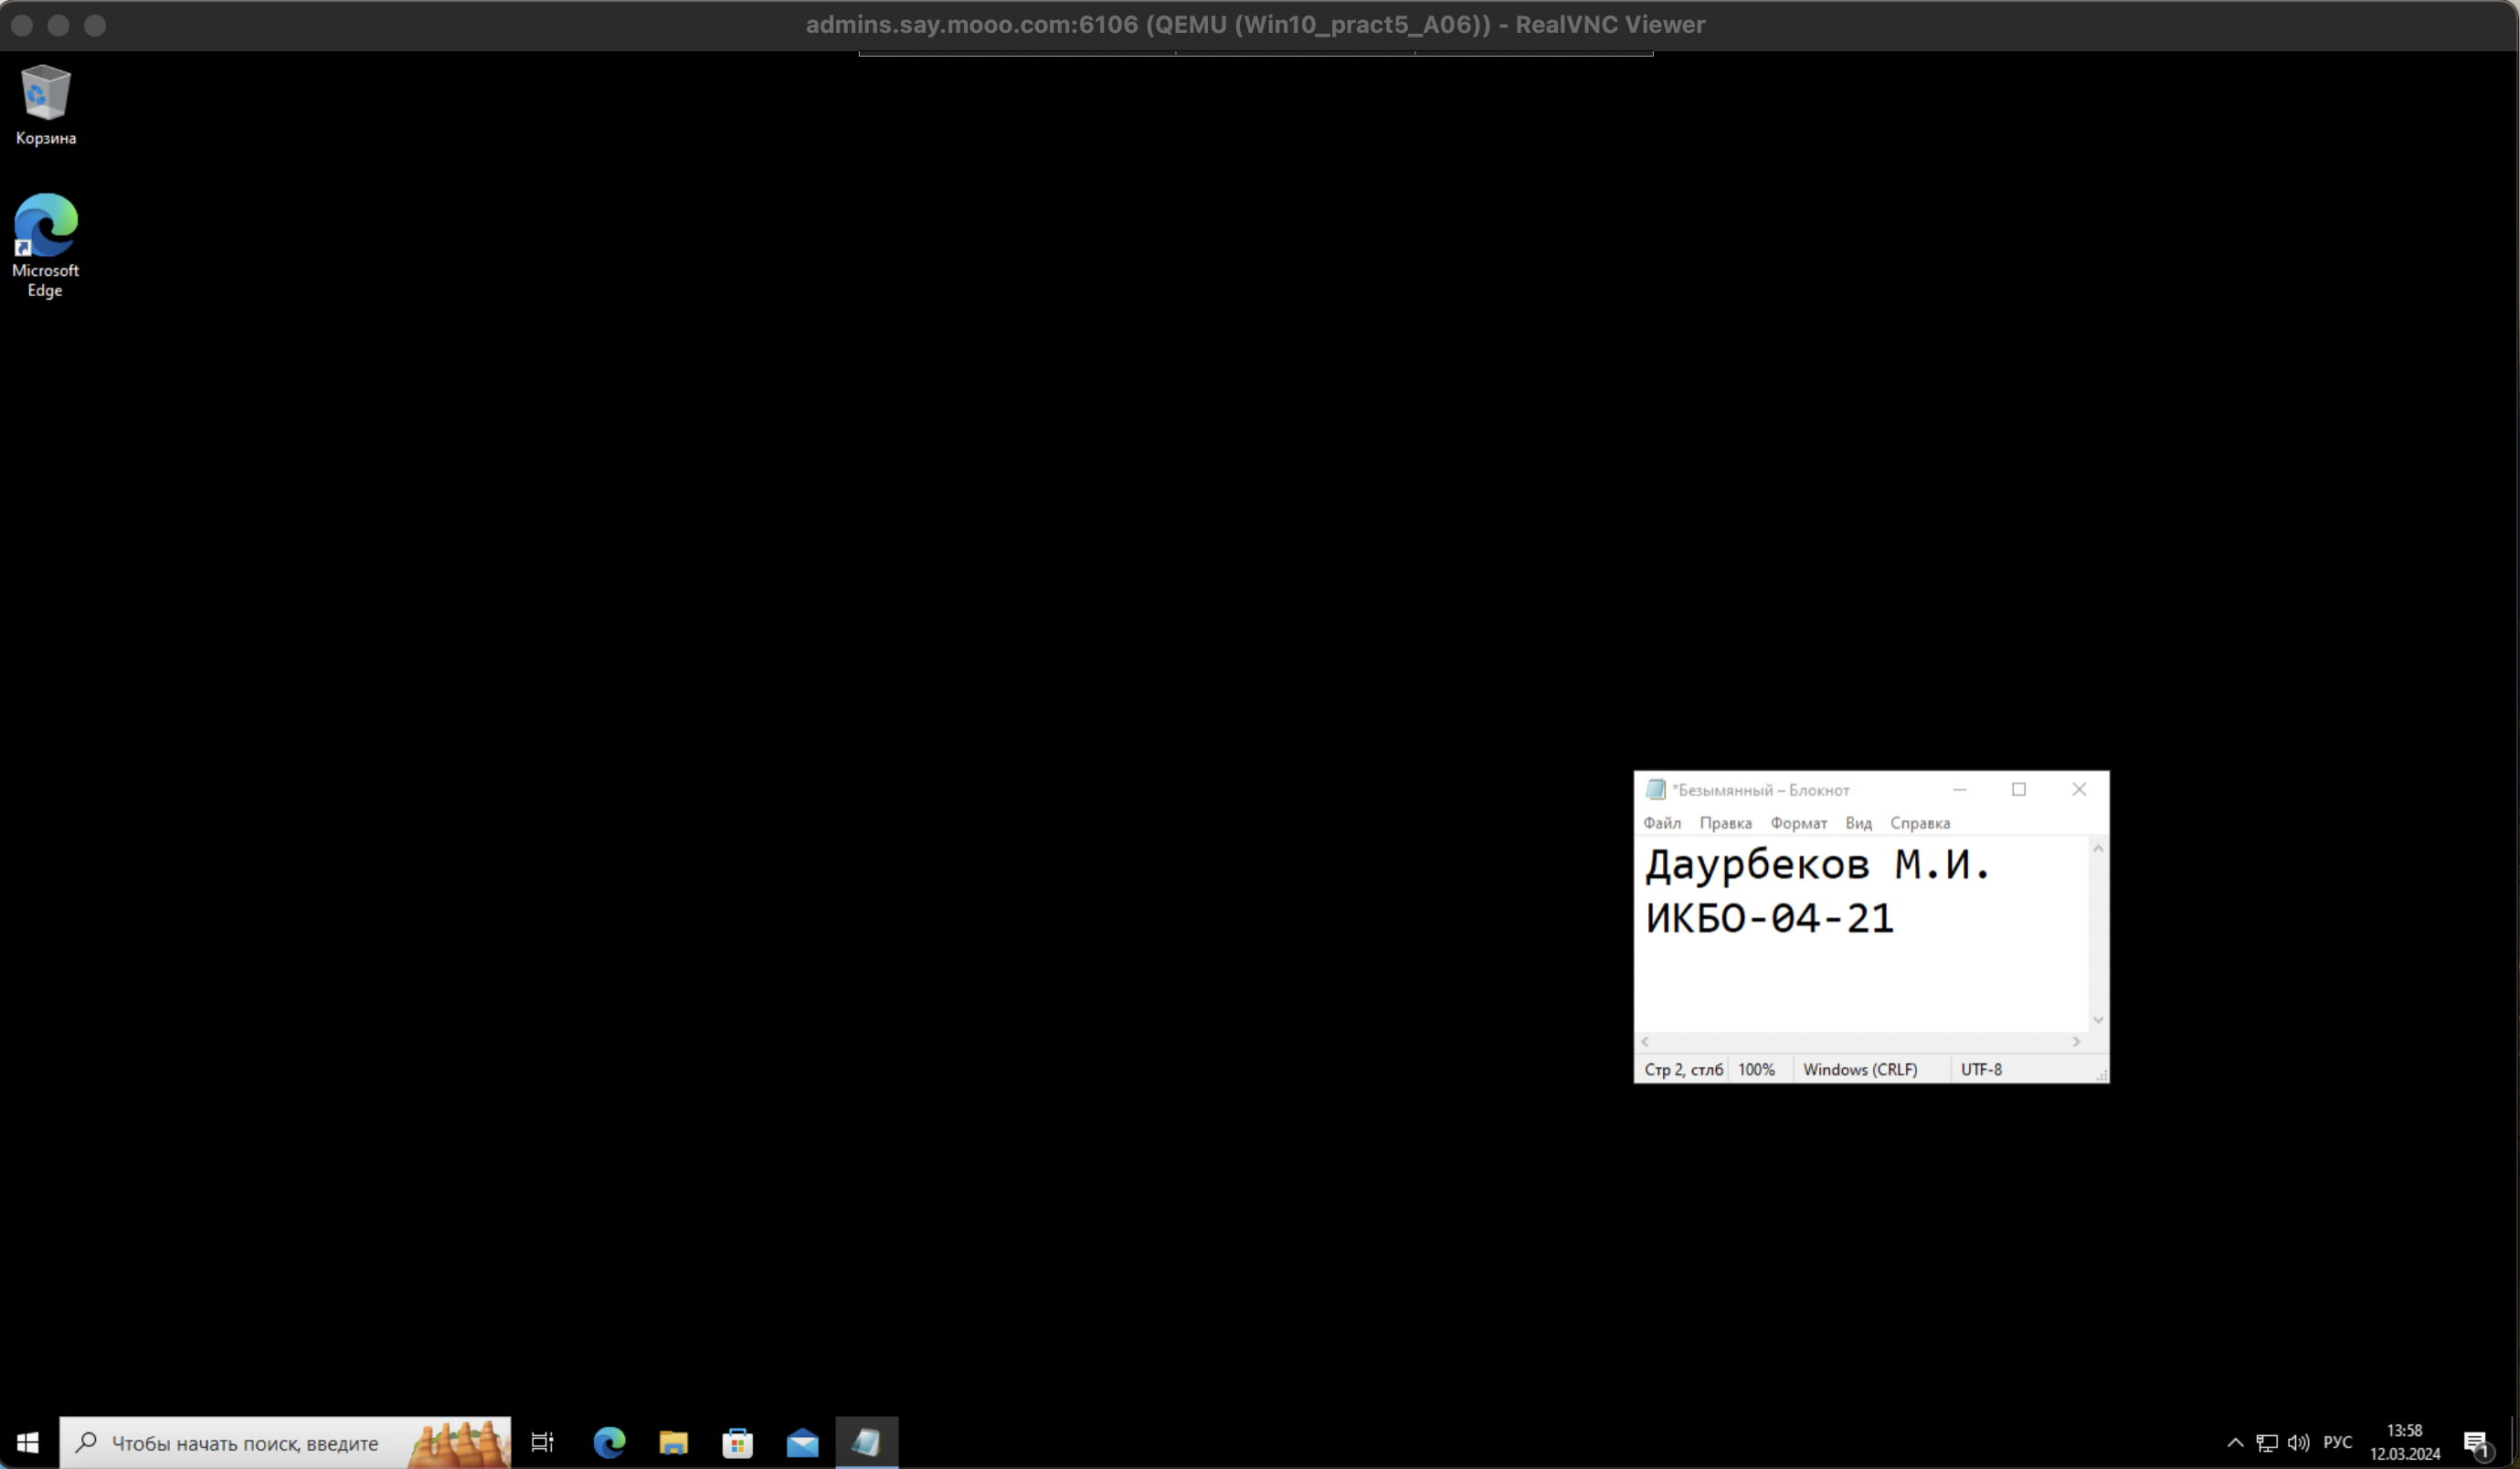 admins.say.mooo.com:6106 (QEMU (Win10_pract5_A06)) - RealVNC Viewer
Корзина
Microsoft
Edge
*Безымянный – Блокнот
Файл Правка Формат Вид Справка
Даурбеков М.И.
ИКБО-04-21
Стр 2, стлб 100% Windows (CRLF) UTF-8
Чтобы начать поиск, введите
РУС
13:58
12.03.2024
1